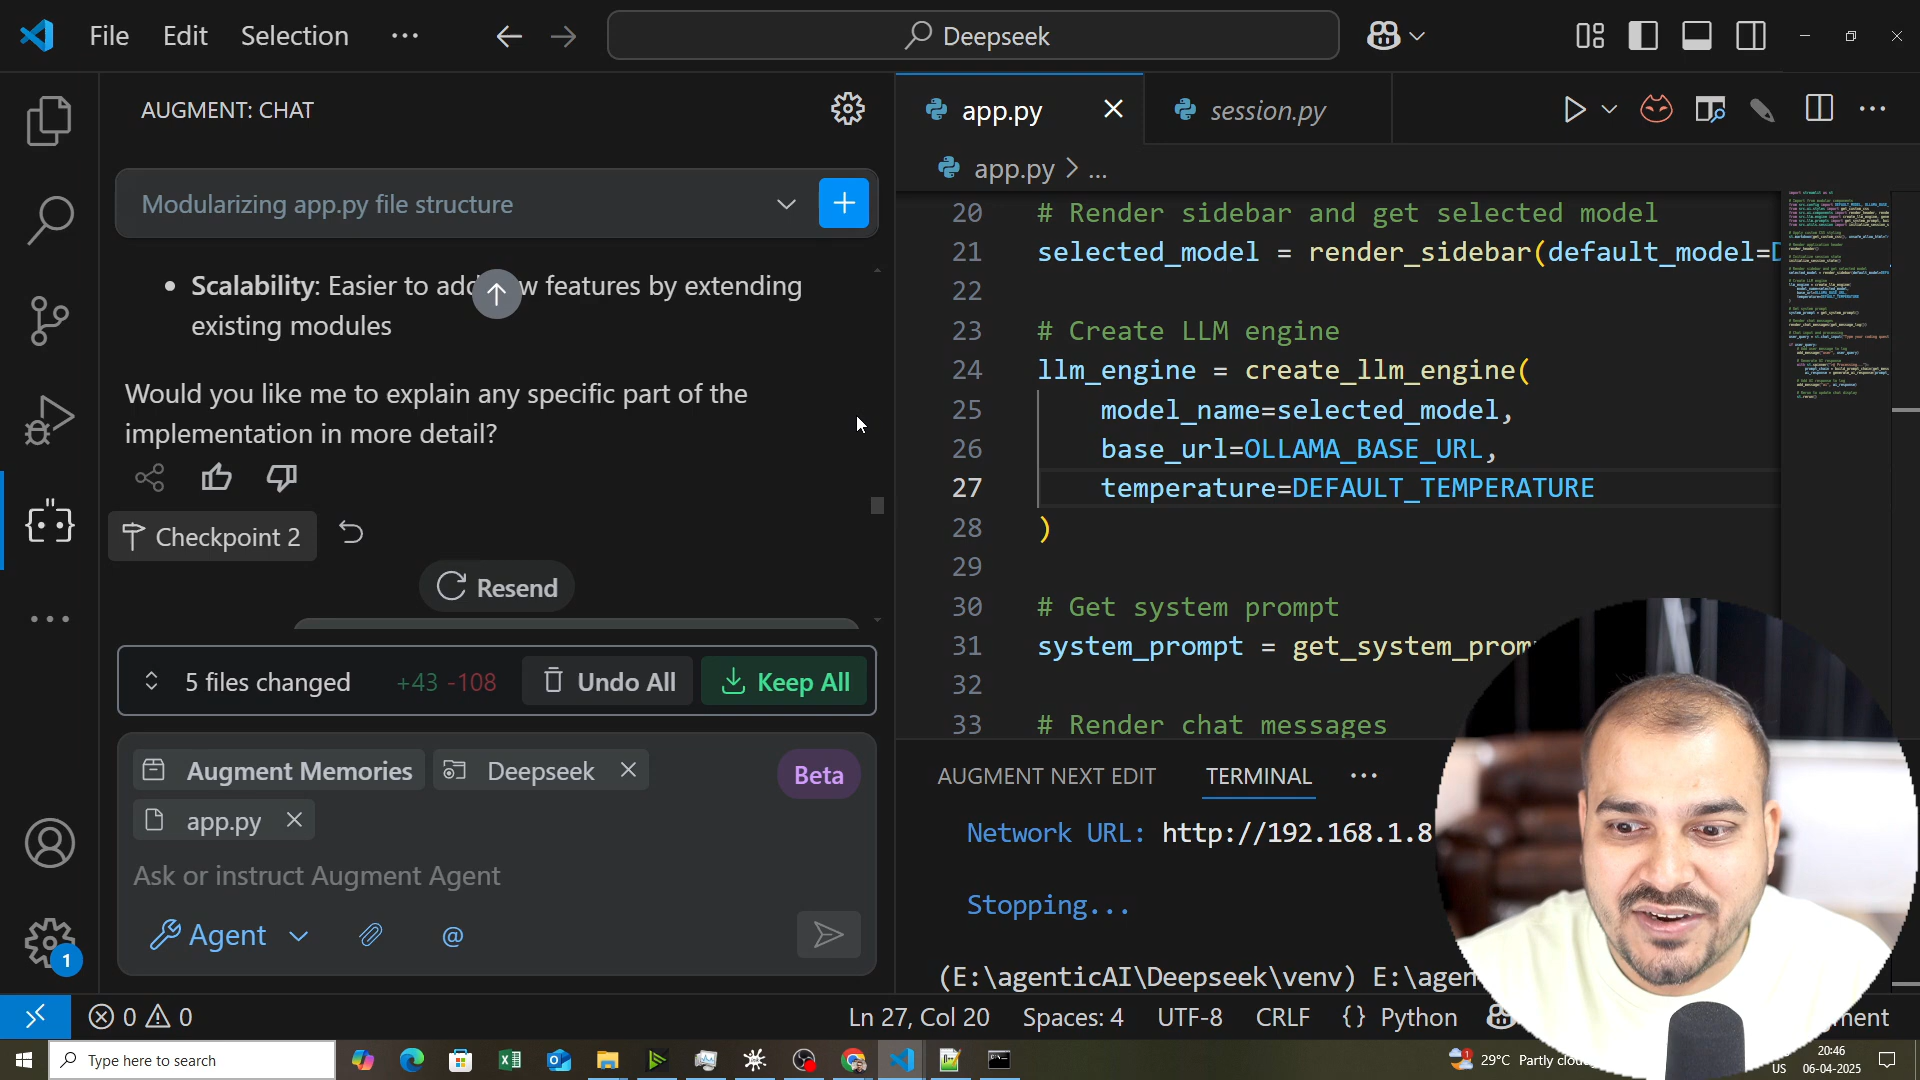 File Edit Selection ...
Deepseek
AUGMENT: CHAT
Modularizing app.py file structure
Scalability: Easier to add features by extending
existing modules
Would you like me to explain any specific part of the
implementation in more detail?
Checkpoint 2
Resend
5 files changed +43 -108 Undo All Keep All
Augment Memories Deepseek Beta
app.py
Ask or instruct Augment Agent
Agent @
app.py session.py
app.py > ...
20 # Render sidebar and get selected model
21 selected_model = render_sidebar(default_model=
22
23 # Create LLM engine
24 llm_engine = create_llm_engine(
25 model_name=selected_model,
26 base_url=OLLAMA_BASE_URL,
27 temperature=DEFAULT_TEMPERATURE
28 )
29
30 # Get system prompt
31 system_prompt = get_system_prom
32
33 # Render chat messages
AUGMENT NEXT EDIT TERMINAL ...
Network URL: http://192.168.1.8
Stopping...
(E:\agenticAI\Deepseek\venv) E:\agen
1
0 0 Ln 27, Col 20 Spaces: 4 UTF-8 CRLF {} Python
Type here to search
29°C Partly
20:46
US 06-04-2025